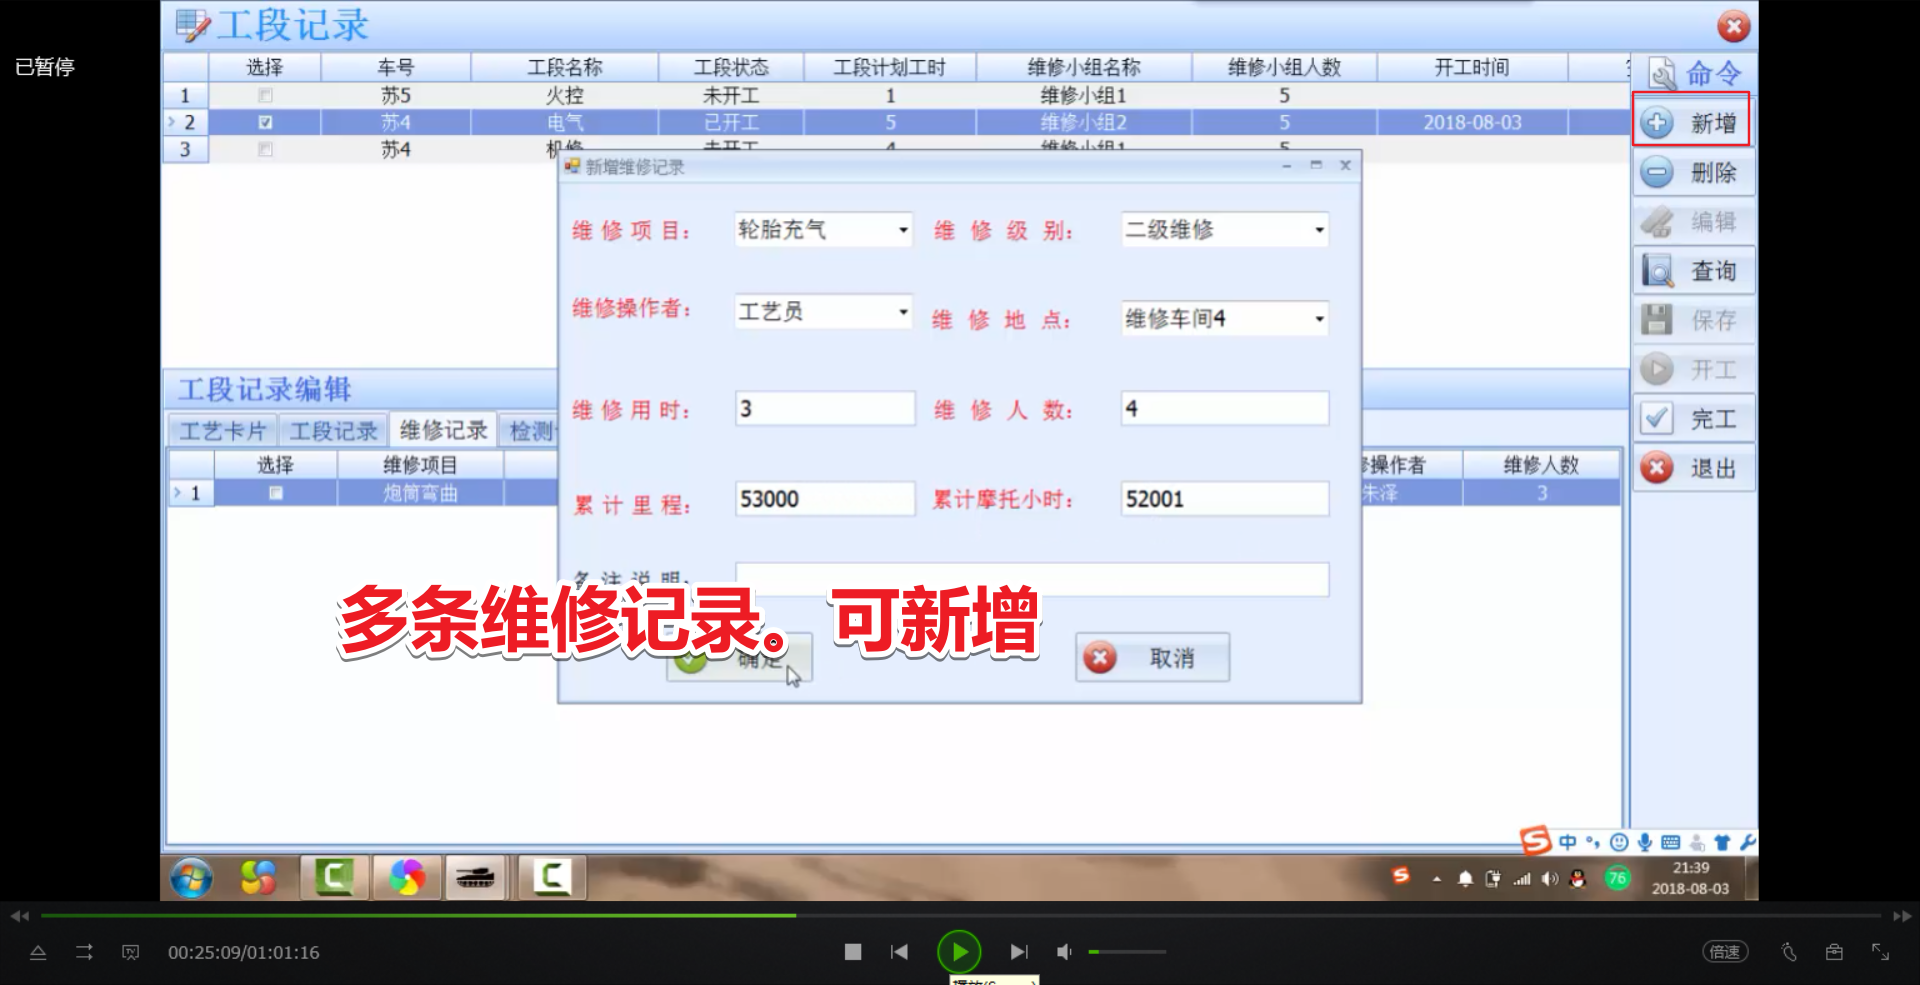 工段记录
已暂停
选择 车号 工段名称 工段状态 工段计划工时 维修小组名称 维修小组人数 开工时间
1 苏5 火控 未开工 1 维修小组1 5
2 苏4 电气 已开工 5 维修小组2 5 2018-08-03
3 苏4 机修 未开工 4 维修小组1 5
命令
新增
删除
编辑
查询
保存
开工
完工
退出
新增维修记录
维修项目: 轮胎充气 维修级别: 二级维修
维修操作者: 工艺员 维修地点: 维修车间4
维修用时: 3 维修人数: 4
累计里程: 53000 累计摩托小时: 52001
备注说明:
确定 取消
多条维修记录。可新增
工段记录编辑
工艺卡片 工段记录 维修记录 检测
选择 维修项目 操作者 维修人数
1 炮筒弯曲 朱泽 3
中
76
21:39
2018-08-03
00:25:09/01:01:16
倍速